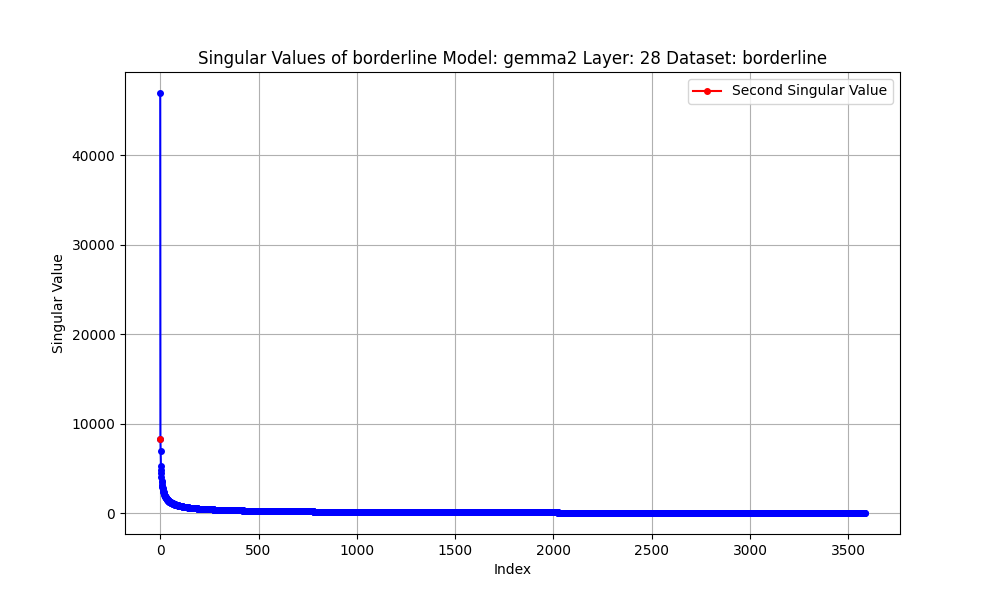 Singular Values of borderline Model: gemma2 Layer: 28 Dataset: borderline
Second Singular Value
Singular Value
40000
30000
20000
10000
0
0 500 1000 1500 2000 2500 3000 3500
Index